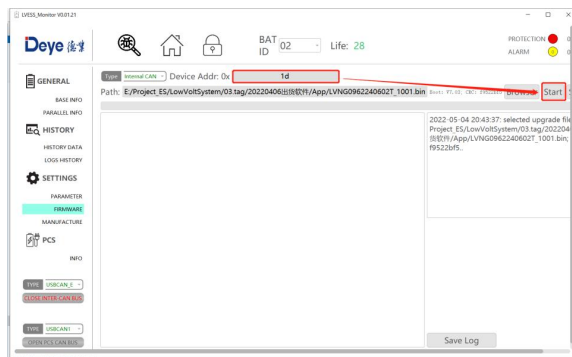 LVESS_Monitor V0.0.1.21
Deye 德业
BAT ID 02 Life: 28
PROTECTION
ALARM
GENERAL
BASE INFO
PARALLEL INFO
HISTORY
HISTORY DATA
LOGS HISTORY
SETTINGS
PARAMETER
FIRMWARE
MANUFACTURE
PCS
INFO
TYPE USBCAN_E
CLOSE INTER-CAN BUS
TYPE USBCAN1
OPEN PCS CAN BUS
Type Internal CAN Device Addr: 0x 1d
Path: E:/Project_ES/LowVoltSystem/03.tag/20220406出货软件/App/LVNG0962240602T_1001.bin Browse Start
2022-05-04 20:43:37: selected upgrade file
Project_ES/LowVoltSystem/03.tag/202204
货软件/App/LVNG0962240602T_1001.bin;
f9522bf5..
Save Log